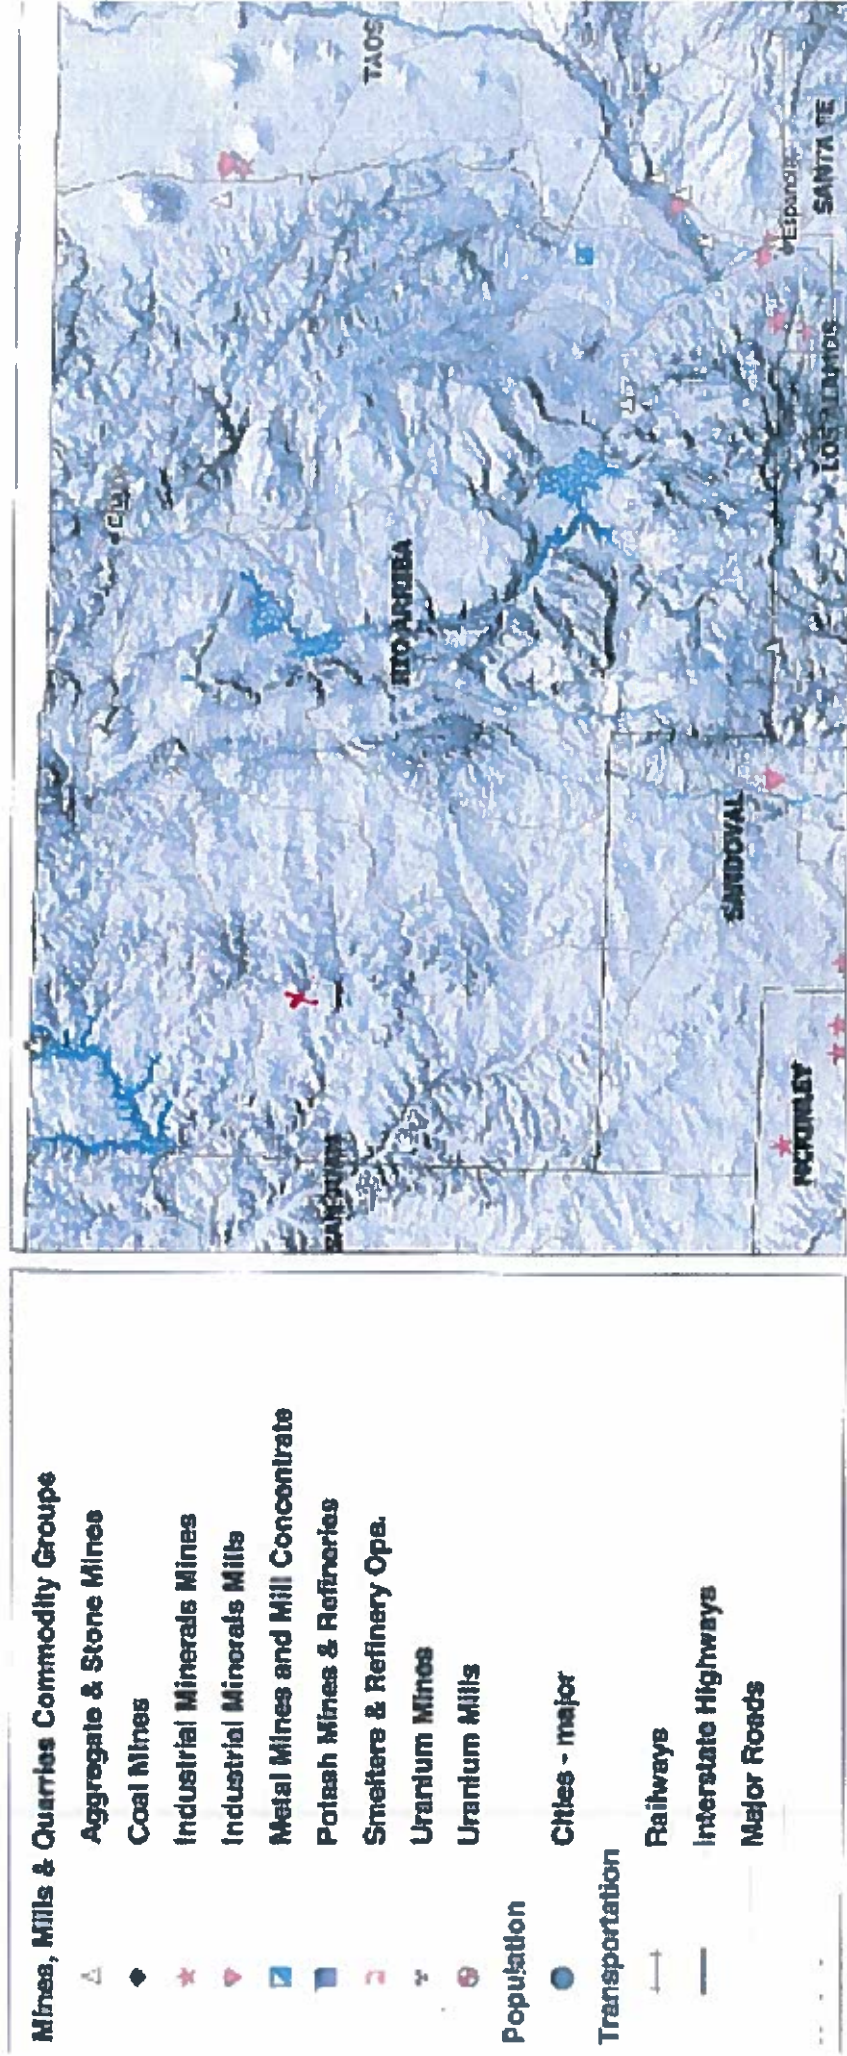 Mines, Mills & Quarries Commodity Groups
Aggregate & Stone Mines
Coal Mines
Industrial Minerals Mines
Industrial Minerals Mills
Metal Mines and Mill Concentrate
Potash Mines & Refineries
Smelters & Refinery Ops.
Uranium Mines
Uranium Mills
Population
Cities - major
Transportation
Railways
Interstate Highways
Major Roads
TAOS
RIO ARRIBA
SANDOVAL
MCKINLEY
LOS ALAMOS
SANTA FE